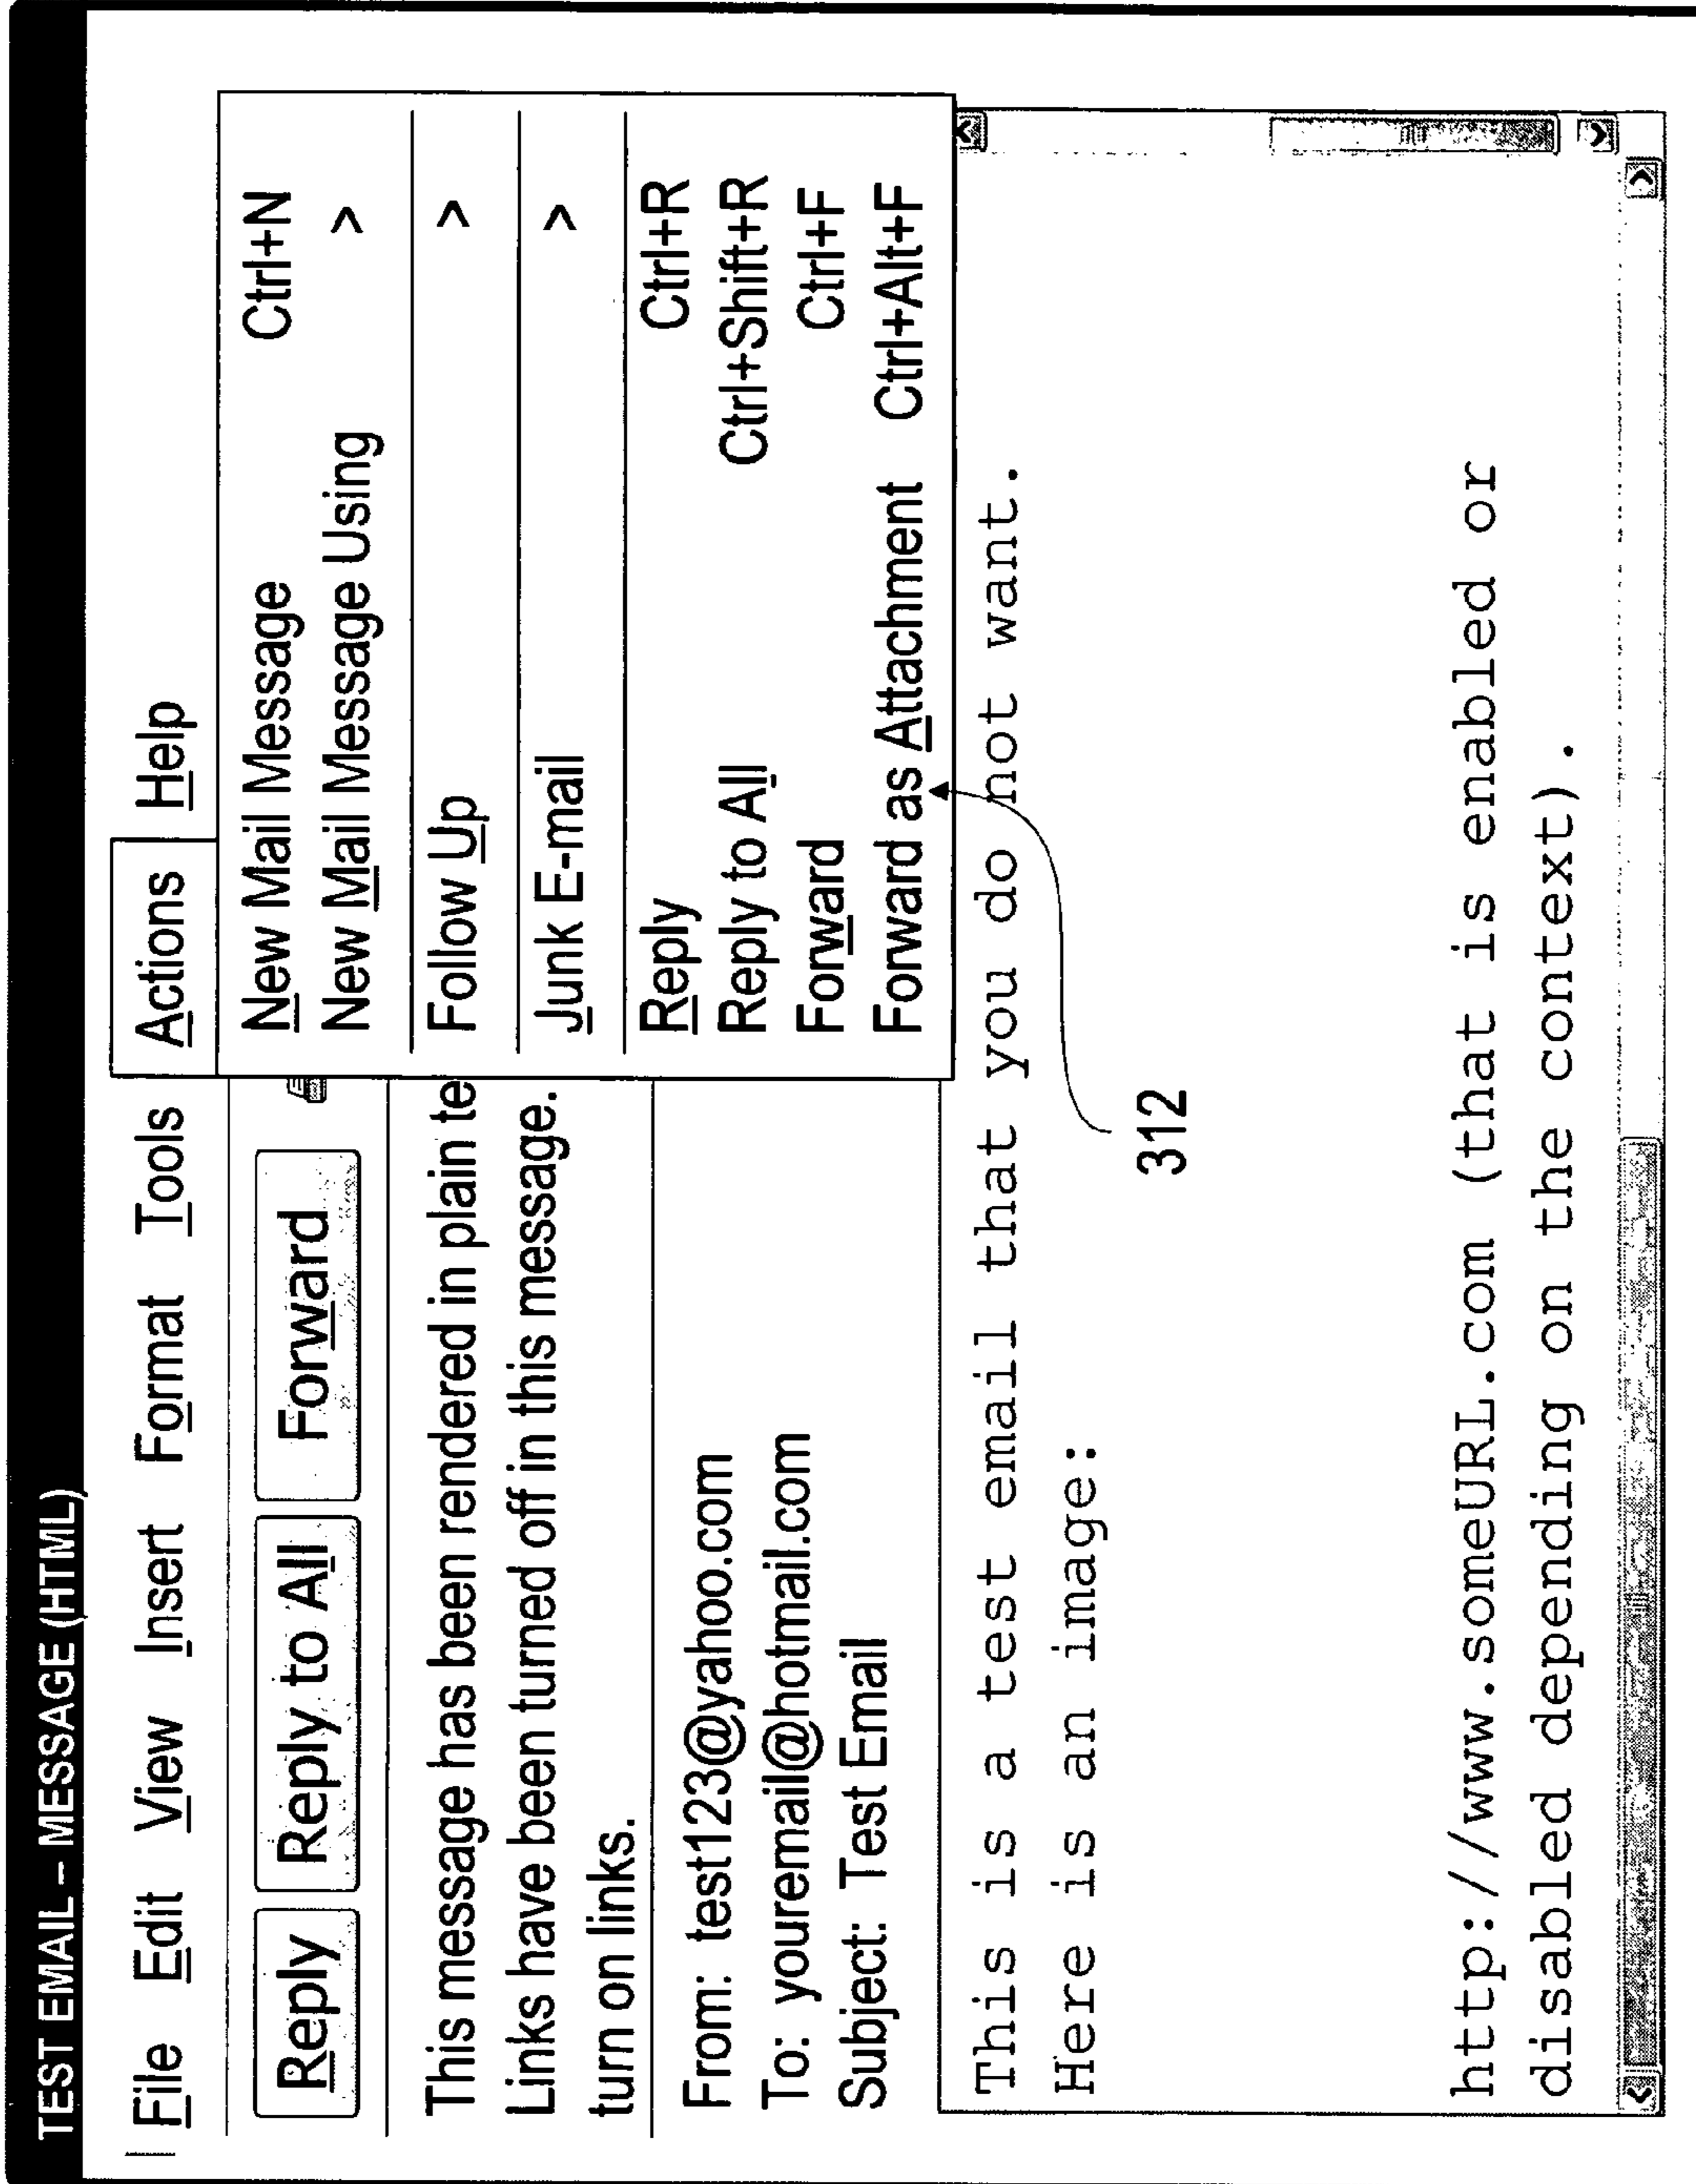 TEST EMAIL – MESSAGE (HTML)
File Edit View Insert Format Tools Actions Help
Reply Reply to All Forward
This message has been rendered in plain te
Links have been turned off in this message.
turn on links.
From: test123@yahoo.com
To: youremail@hotmail.com
Subject: Test Email
New Mail Message Ctrl+N
New Mail Message Using >
Follow Up >
Junk E-mail >
Reply Ctrl+R
Reply to All Ctrl+Shift+R
Forward Ctrl+F
Forward as Attachment Ctrl+Alt+F
This is a test email that you do not want.
Here is an image:
312
http://www.someURL.com (that is enabled or
disabled depending on the context).